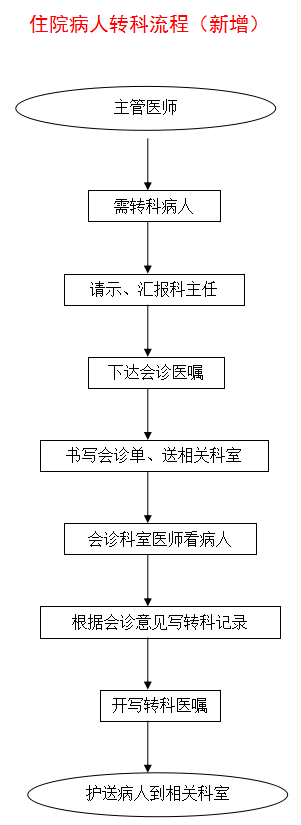 住院病人转科流程（新增）
主管医师
需转科病人
请示、汇报科主任
下达会诊医嘱
书写会诊单、送相关科室
会诊科室医师看病人
根据会诊意见写转科记录
开写转科医嘱
护送病人到相关科室